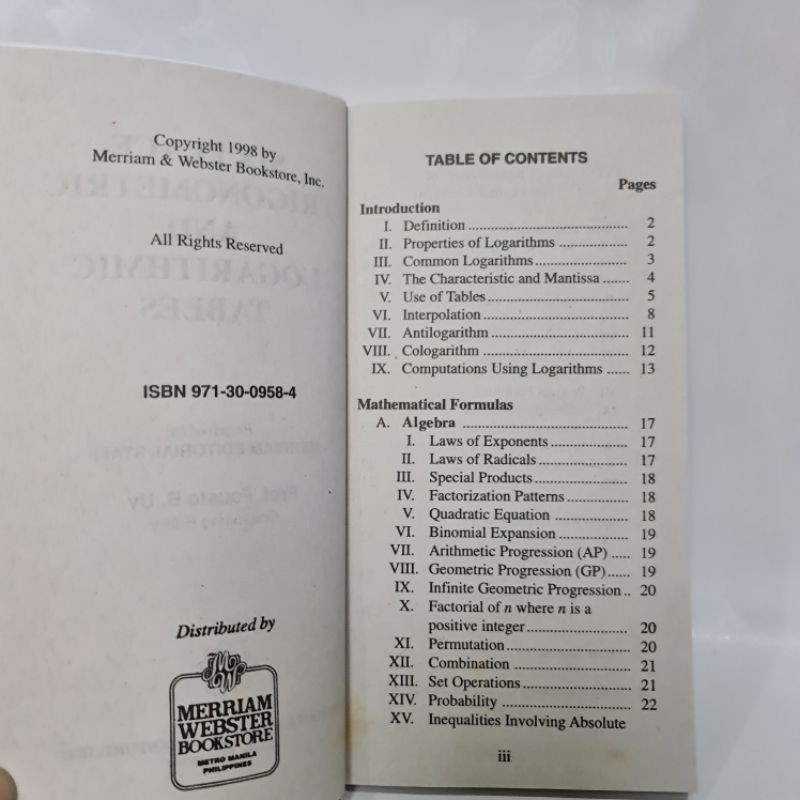 Copyright 1998 by
Merriam & Webster Bookstore, Inc.
All Rights Reserved
ISBN 971-30-0958-4
Distributed by
MW
MERRIAM
WEBSTER
BOOKSTORE
METRO MANILA
PHILIPPINES
TABLE OF CONTENTS
Pages
Introduction
I. Definition ........ 2
II. Properties of Logarithms ........ 2
III. Common Logarithms ........ 3
IV. The Characteristic and Mantissa ....... 4
V. Use of Tables ........ 5
VI. Interpolation ........ 8
VII. Antilogarithm ........ 11
VIII. Cologarithm ........ 12
IX. Computations Using Logarithms ...... 13
Mathematical Formulas
A. Algebra ........ 17
I. Laws of Exponents ........ 17
II. Laws of Radicals ........ 17
III. Special Products ........ 18
IV. Factorization Patterns ........ 18
V. Quadratic Equation ........ 18
VI. Binomial Expansion ........ 19
VII. Arithmetic Progression (AP) ..... 19
VIII. Geometric Progression (GP)...... 19
IX. Infinite Geometric Progression .. 20
X. Factorial of n where n is a
positive integer ........ 20
XI. Permutation ........ 20
XII. Combination ........ 21
XIII. Set Operations ........ 21
XIV. Probability ........ 22
XV. Inequalities Involving Absolute
iii